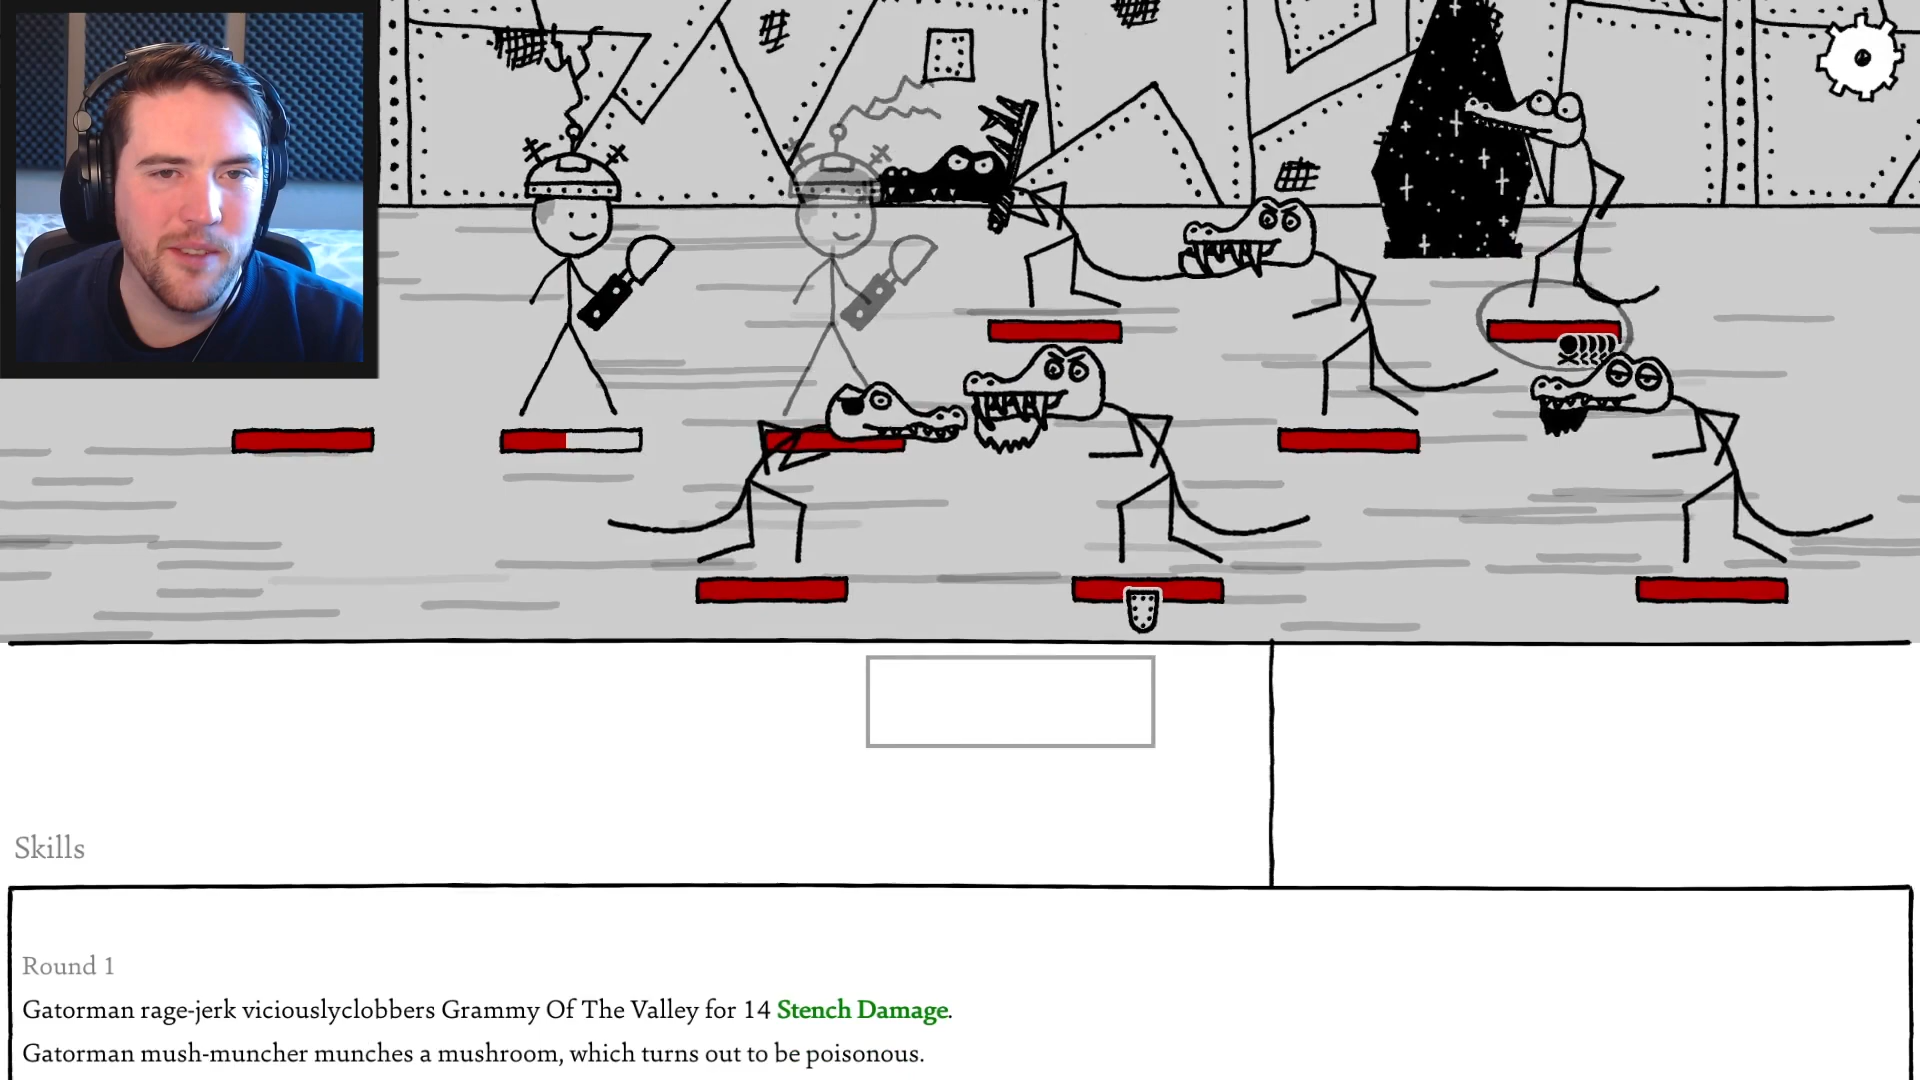 Skills
Round 1
Gatorman rage-jerk viciouslyclobbers Grammy Of The Valley for 14 Stench Damage.
Gatorman mush-muncher munches a mushroom, which turns out to be poisonous.